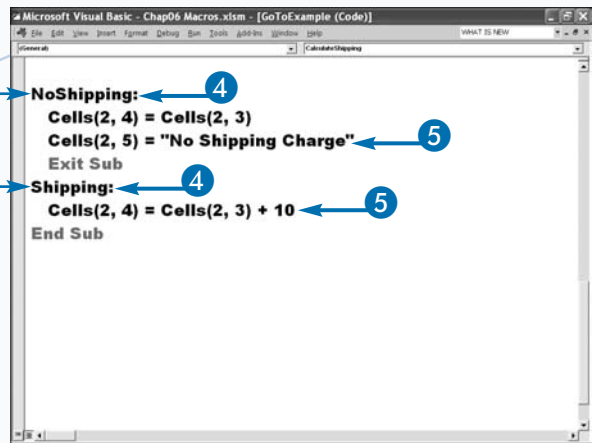 Microsoft Visual Basic - Chap06 Macros.xlsm - [GoToExample (Code)]
File Edit View Insert Format Debug Run Tools Add-Ins Window Help WHAT IS NEW
(General) CalculateShipping
NoShipping: 4
Cells(2, 4) = Cells(2, 3)
Cells(2, 5) = "No Shipping Charge" 5
Exit Sub
Shipping: 4
Cells(2, 4) = Cells(2, 3) + 10 5
End Sub